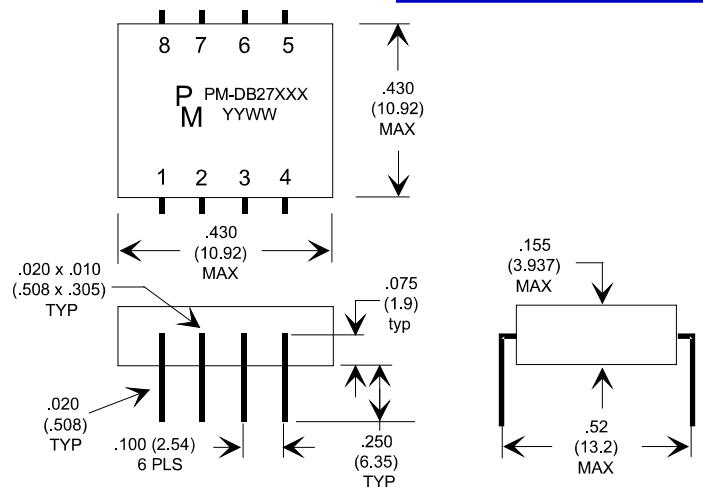 8 7 6 5
P PM-DB27XXX
M YYWW
1 2 3 4
.430
(10.92)
MAX
.430
(10.92)
MAX
.020 x .010
(.508 x .305)
TYP
.075
(1.9)
typ
.155
(3.937)
MAX
.020
(.508)
TYP
.100 (2.54)
6 PLS
.250
(6.35)
TYP
.52
(13.2)
MAX